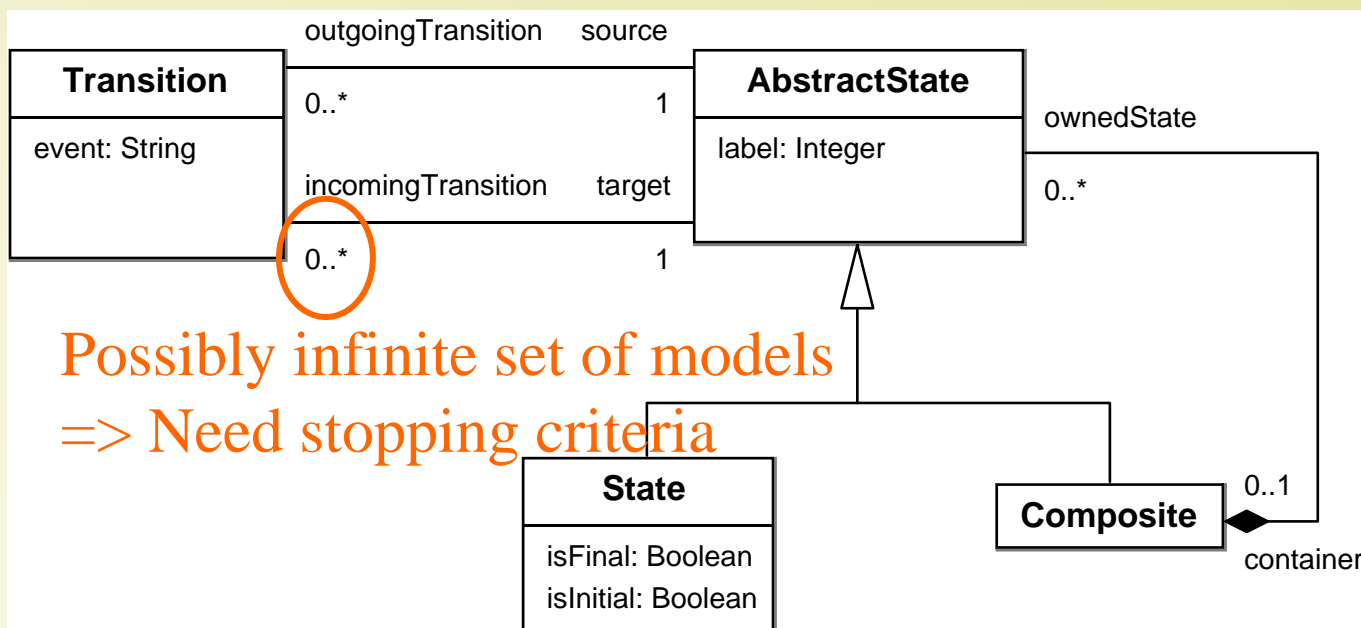 outgoingTransition source
Transition
0..* 1
AbstractState
ownedState
event: String
label: Integer
incomingTransition target
0..*
0..* 1
Possibly infinite set of models
=> Need stopping criteria
State
0..1
Composite
isFinal: Boolean
container
isInitial: Boolean